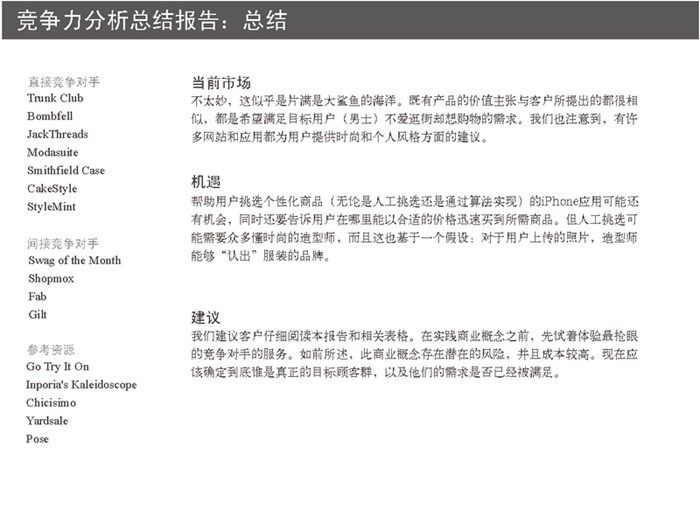 竞争力分析总结报告：总结
直接竞争对手
Trunk Club
Bombfell
JackThreads
Modasuite
Smithfield Case
CakeStyle
StyleMint
间接竞争对手
Swag of the Month
Shopmox
Fab
Gilt
参考资源
Go Try It On
Inporia's Kaleidoscope
Chicisimo
Yardsale
Pose
当前市场
不太妙，这似乎是片满是大鲨鱼的海洋。既有产品的价值主张与客户所提出的都很相
似，都是希望满足目标用户（男士）不爱逛街却想购物的需求。我们也注意到，有许
多网站和应用都为用户提供时尚和个人风格方面的建议。
机遇
帮助用户挑选个性化商品（无论是人工挑选还是通过算法实现）的iPhone应用可能还
有机会，同时还要告诉用户在哪里能以合适的价格迅速买到所需商品。但人工挑选可
能需要众多懂时尚的造型师，而且这也基于一个假设：对于用户上传的照片，造型师
能够“认出”服装的品牌。
建议
我们建议客户仔细阅读本报告和相关表格。在实践商业概念之前，先试着体验最抢眼
的竞争对手的服务。如前所述，此商业概念存在潜在的风险，并且成本较高。现在应
该确定到底谁是真正的目标顾客群，以及他们的需求是否已经被满足。